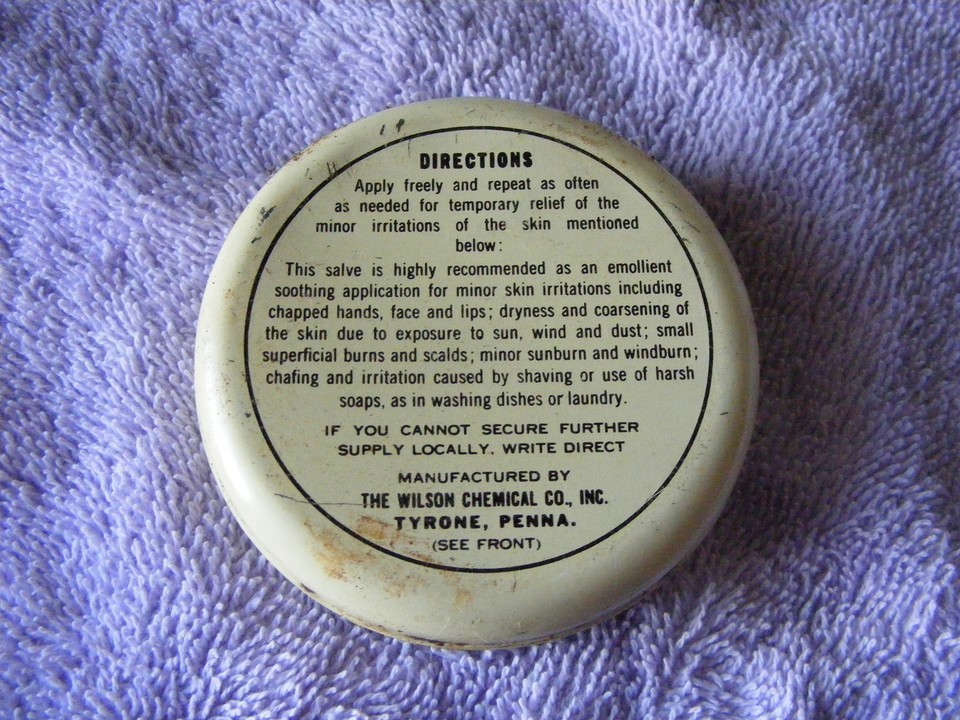 DIRECTIONS
Apply freely and repeat as often
as needed for temporary relief of the
minor irritations of the skin mentioned
below:
This salve is highly recommended as an emollient
soothing application for minor skin irritations including
chapped hands, face and lips; dryness and coarsening of
the skin due to exposure to sun, wind and dust; small
superficial burns and scalds; minor sunburn and windburn;
chafing and irritation caused by shaving or use of harsh
soaps, as in washing dishes or laundry.
IF YOU CANNOT SECURE FURTHER
SUPPLY LOCALLY, WRITE DIRECT
MANUFACTURED BY
THE WILSON CHEMICAL CO., INC.
TYRONE, PENNA.
(SEE FRONT)